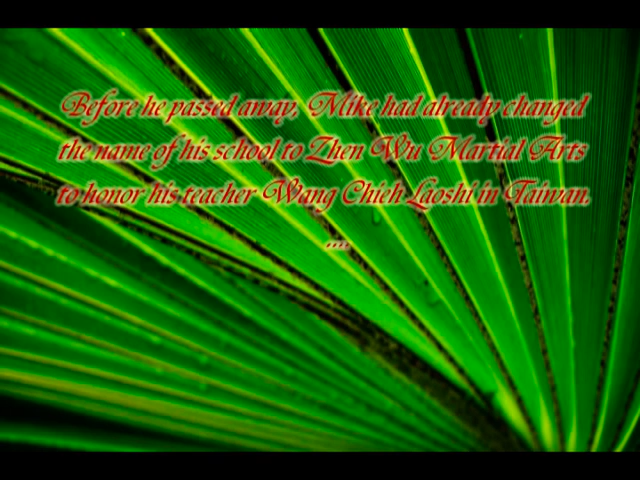 Before he passed away, Mike had already changed
the name of his school to Zhen Wu Martial Arts
to honor his teacher Wang Chieh Laoshi in Taiwan.
....